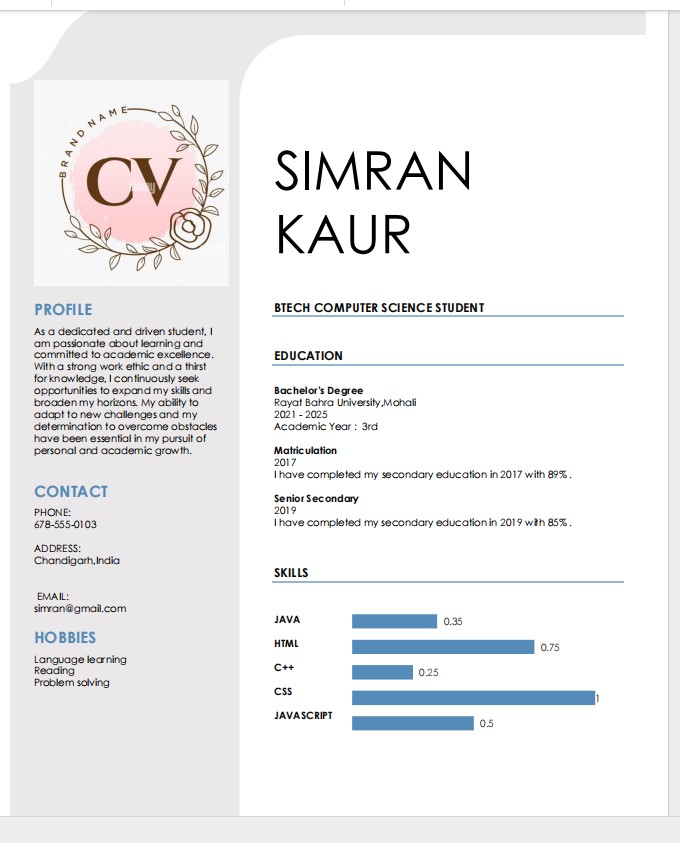 BRAND NAME
CV
PROFILE
As a dedicated and driven student, I
am passionate about learning and
committed to academic excellence.
With a strong work ethic and a thirst
for knowledge, I continuously seek
opportunities to expand my skills and
broaden my horizons. My ability to
adapt to new challenges and my
determination to overcome obstacles
have been essential in my pursuit of
personal and academic growth.
CONTACT
PHONE:
678-555-0103
ADDRESS:
Chandigarh,India
EMAIL:
simran@gmail.com
HOBBIES
Language learning
Reading
Problem solving
SIMRAN
KAUR
BTECH COMPUTER SCIENCE STUDENT
EDUCATION
Bachelor's Degree
Rayat Bahra University,Mohali
2021 - 2025
Academic Year : 3rd
Matriculation
2017
I have completed my secondary education in 2017 with 89% .
Senior Secondary
2019
I have completed my secondary education in 2019 with 85% .
SKILLS
JAVA 0.35
HTML 0.75
C++ 0.25
CSS 1
JAVASCRIPT 0.5